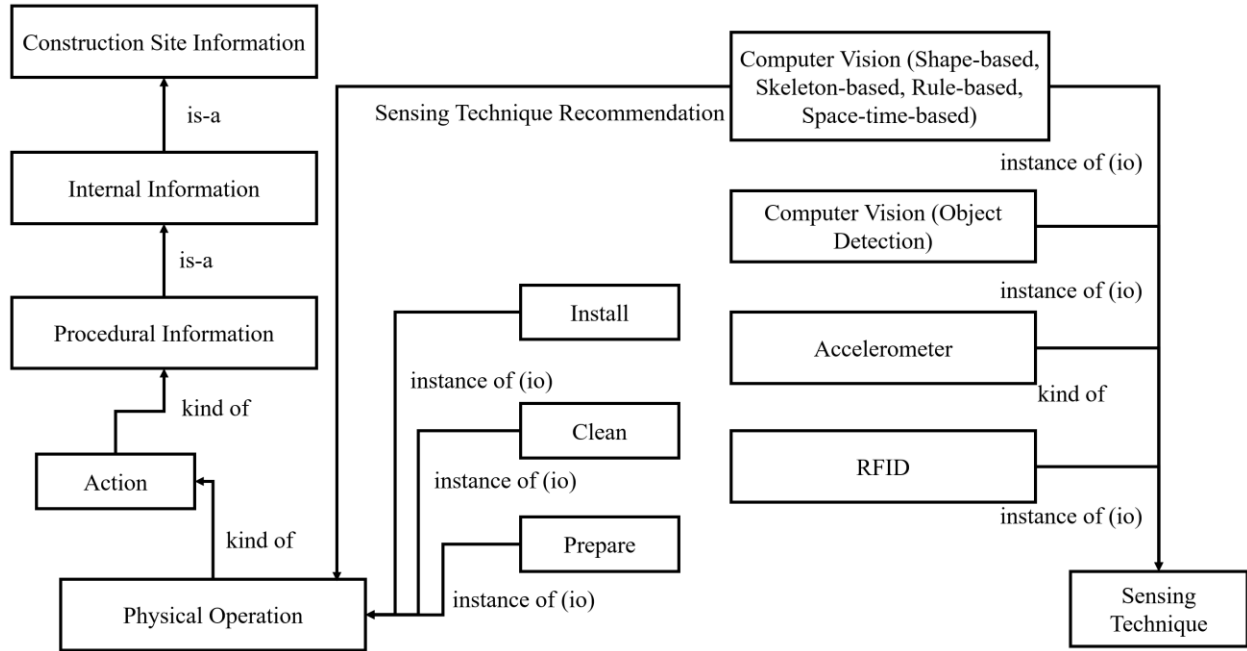 Construction Site Information
is-a
Internal Information
is-a
Procedural Information
kind of
Action
kind of
Physical Operation
Sensing Technique Recommendation
Install
instance of (io)
Clean
instance of (io)
Prepare
instance of (io)
Computer Vision (Shape-based,
Skeleton-based, Rule-based,
Space-time-based)
instance of (io)
Computer Vision (Object
Detection)
instance of (io)
Accelerometer
kind of
RFID
instance of (io)
Sensing
Technique